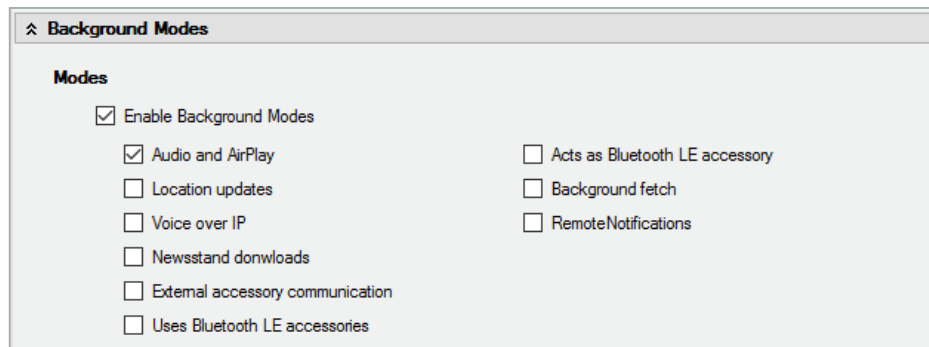 Background Modes
Modes
Enable Background Modes
Audio and AirPlay
Location updates
Voice over IP
Newsstand donwloads
External accessory communication
Uses Bluetooth LE accessories
Acts as Bluetooth LE accessory
Background fetch
RemoteNotifications